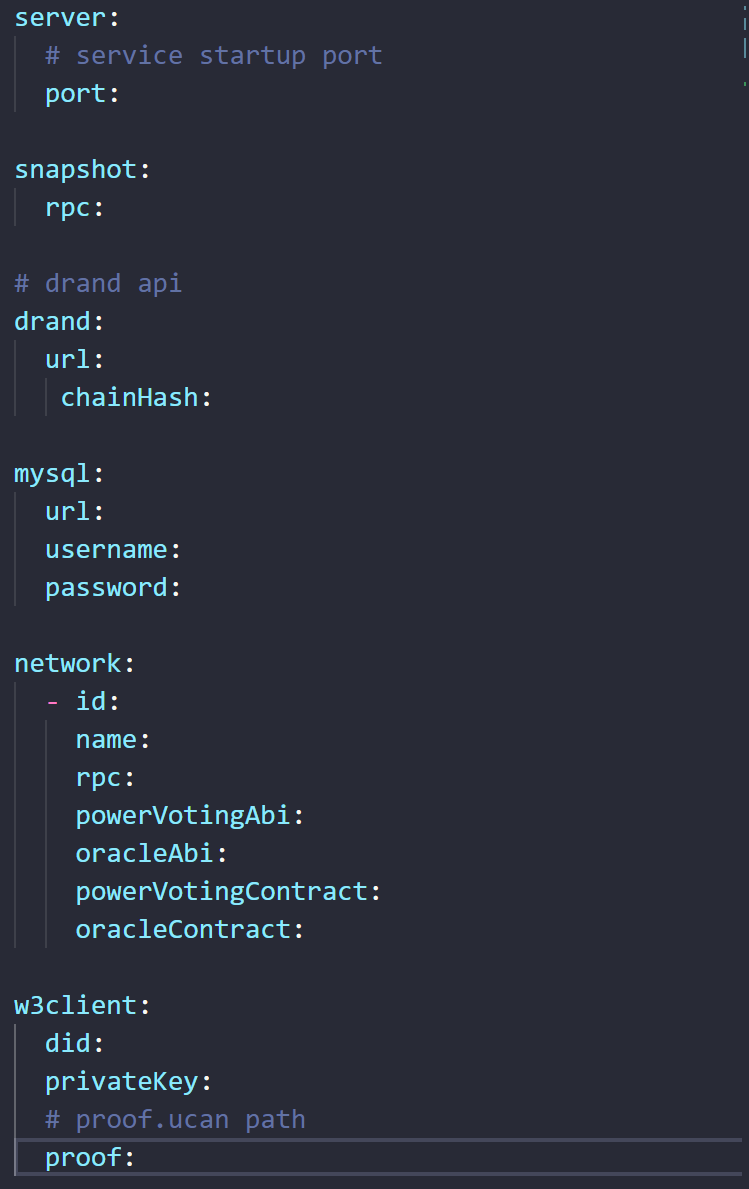 server:
  # service startup port
  port:

snapshot:
  rpc:

# drand api
drand:
  url:
   chainHash:

mysql:
  url:
  username:
  password:

network:
  - id:
    name:
    rpc:
    powerVotingAbi:
    oracleAbi:
    powerVotingContract:
    oracleContract:

w3client:
  did:
  privateKey:
  # proof.ucan path
  proof: